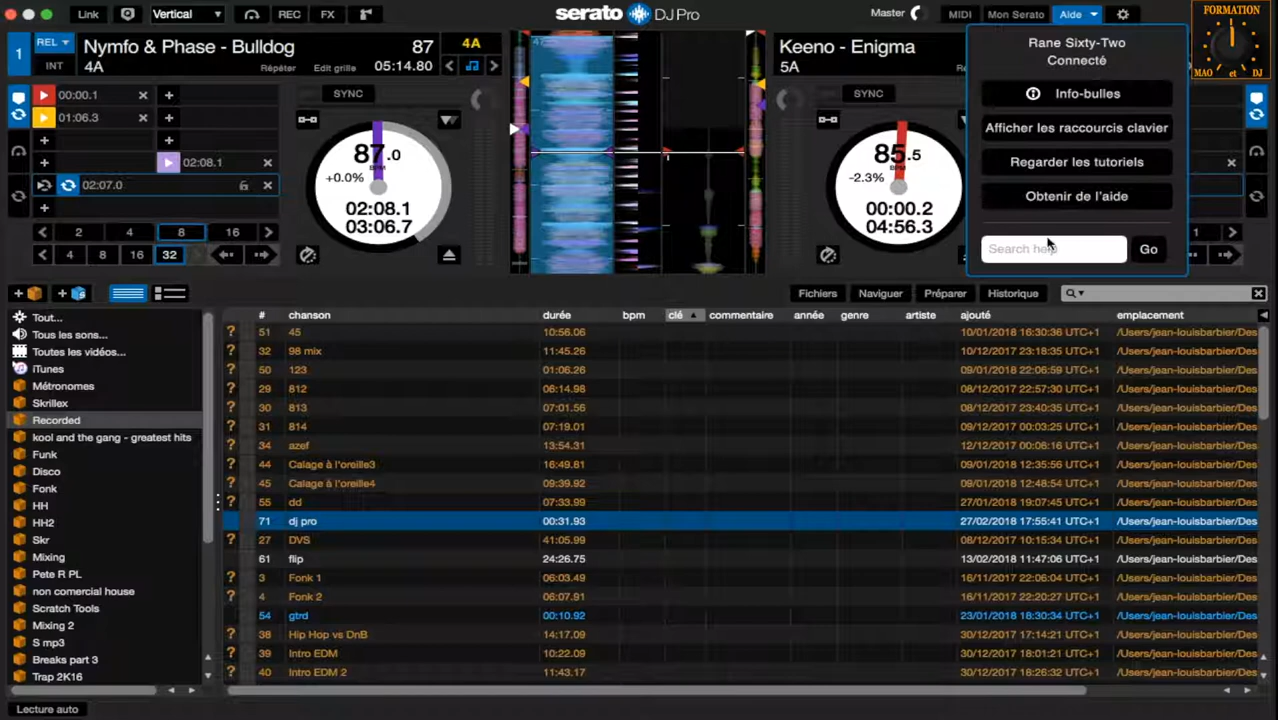 Link Vertical REC FX serato DJ Pro Master MIDI Mon Serato Aide
FORMATION
MAO et DJ
1 REL Nymfo & Phase - Bulldog 87 4A
INT 4A Répéter Edit grille 05:14.80
Keeno - Enigma
5A
Rane Sixty-Two
Connecté
Info-bulles
Afficher les raccourcis clavier
Regarder les tutoriels
Obtenir de l'aide
Search help Go
00:00.1
01:06.3
02:08.1
02:07.0
2 4 8 16
4 8 16 32
SYNC
87.0
BPM
+0.0%
02:08.1
03:06.7
SYNC
85.5
BPM
-2.3%
00:00.2
04:56.3
1
Fichiers Naviguer Préparer Historique
Tout...
Tous les sons...
Toutes les vidéos...
iTunes
Métronomes
Skrillex
Recorded
kool and the gang - greatest hits
Funk
Disco
Fonk
HH
HH2
Skr
Mixing
Pete R PL
non comercial house
Scratch Tools
Mixing 2
S mp3
Breaks part 3
Trap 2K16
# chanson durée bpm clé commentaire année genre artiste ajouté emplacement
? 51 45 10:56.06 10/01/2018 16:30:36 UTC+1 /Users/jean-louisbarbier/Des
? 32 98 mix 11:45.26 10/12/2017 23:18:35 UTC+1 /Users/jean-louisbarbier/Des
? 50 123 01:06.26 09/01/2018 22:06:59 UTC+1 /Users/jean-louisbarbier/Des
? 29 812 06:14.98 08/12/2017 22:57:30 UTC+1 /Users/jean-louisbarbier/Des
? 30 813 07:01.56 08/12/2017 23:40:35 UTC+1 /Users/jean-louisbarbier/Des
? 31 814 07:19.01 09/12/2017 00:03:25 UTC+1 /Users/jean-louisbarbier/Des
? 34 azef 13:54.31 12/12/2017 00:06:16 UTC+1 /Users/jean-louisbarbier/Des
? 44 Calage à l'oreille3 16:49.81 09/01/2018 12:35:56 UTC+1 /Users/jean-louisbarbier/Des
? 45 Calage à l'oreille4 09:39.92 09/01/2018 12:48:54 UTC+1 /Users/jean-louisbarbier/Des
? 55 dd 07:33.99 27/01/2018 19:07:45 UTC+1 /Users/jean-louisbarbier/Des
71 dj pro 00:31.93 27/02/2018 17:55:41 UTC+1 /Users/jean-louisbarbier/Des
? 27 DVS 41:05.99 08/12/2017 10:15:34 UTC+1 /Users/jean-louisbarbier/Des
61 flip 24:26.75 13/02/2018 11:47:06 UTC+1 /Users/jean-louisbarbier/Des
? 3 Fonk 1 06:03.49 16/11/2017 22:06:04 UTC+1 /Users/jean-louisbarbier/Des
? 4 Fonk 2 06:07.91 16/11/2017 22:20:27 UTC+1 /Users/jean-louisbarbier/Des
54 gtrd 00:10.92 23/01/2018 18:30:34 UTC+1 /Users/jean-louisbarbier/Des
? 38 Hip Hop vs DnB 14:17.09 30/12/2017 17:14:21 UTC+1 /Users/jean-louisbarbier/Des
? 39 Intro EDM 10:22.09 30/12/2017 18:01:21 UTC+1 /Users/jean-louisbarbier/Des
? 40 Intro EDM 2 11:43.17 30/12/2017 18:26:32 UTC+1 /Users/jean-louisbarbier/Des
Lecture auto